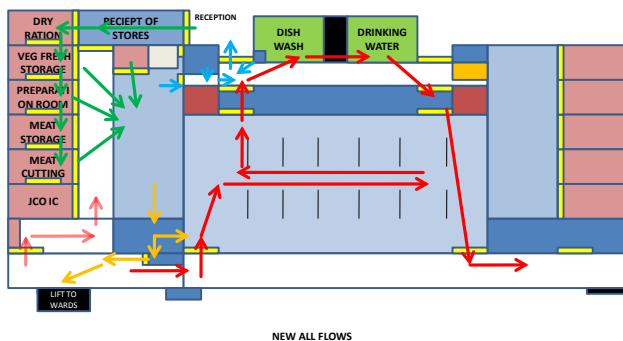 RECEPTION
DRY
RATION
PECIEPT OF
STORES
DISH
WASH
DRINKING
WATER
VEG FRESH
STORAGE
PREPARATI
ON ROOM
MEAT
STORAGE
MEAT
CUTTING
JCO IC
LIFT TO
WARDS
NEW ALL FLOWS